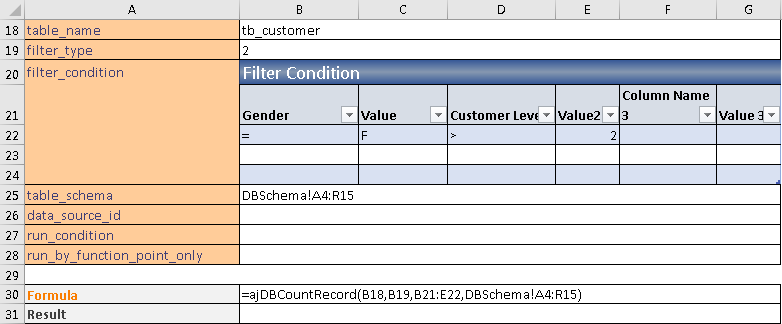 A B C D E F G
18 table_name tb_customer
19 filter_type 2
20 filter_condition Filter Condition
Column Name
21 Gender Value Customer Leve Value2 3 Value 3
22 = F > 2
23
24
25 table_schema DBSchema!A4:R15
26 data_source_id
27 run_condition
28 run_by_function_point_only
29
30 Formula =ajDBCountRecord(B18,B19,B21:E22,DBSchema!A4:R15)
31 Result